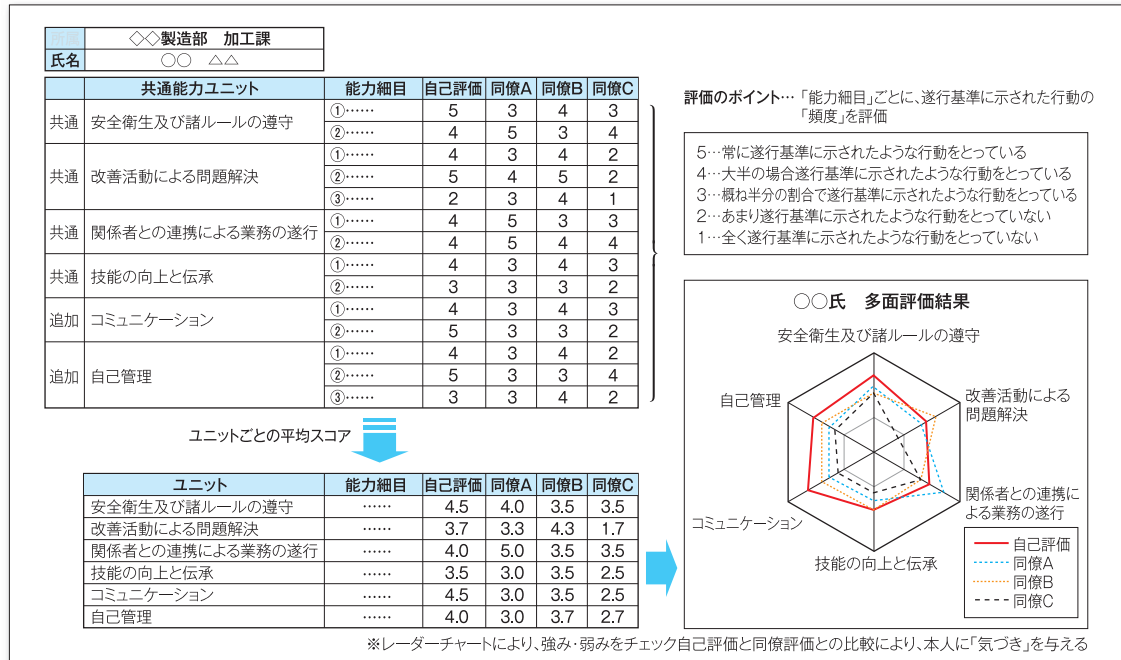 所属 ◇◇製造部 加工課
氏名 ○○ △△
共通能力ユニット 能力細目 自己評価 同僚A 同僚B 同僚C
共通 安全衛生及び諸ルールの遵守 ①…… 5 3 4 3
②…… 4 5 3 4
共通 改善活動による問題解決 ①…… 4 3 4 2
②…… 5 4 5 2
③…… 2 3 4 1
共通 関係者との連携による業務の遂行 ①…… 4 5 3 3
②…… 4 5 4 4
共通 技能の向上と伝承 ①…… 4 3 4 3
②…… 3 3 3 2
追加 コミュニケーション ①…… 4 3 4 3
②…… 5 3 3 2
追加 自己管理 ①…… 4 3 4 2
②…… 5 3 3 4
③…… 3 3 4 2
評価のポイント… 「能力細目」ごとに、遂行基準に示された行動の
「頻度」を評価
5…常に遂行基準に示されたような行動をとっている
4…大半の場合遂行基準に示されたような行動をとっている
3…概ね半分の割合で遂行基準に示されたような行動をとっている
2…あまり遂行基準に示されたような行動をとっていない
1…全く遂行基準に示されたような行動をとっていない
ユニットごとの平均スコア
ユニット 能力細目 自己評価 同僚A 同僚B 同僚C
安全衛生及び諸ルールの遵守 …… 4.5 4.0 3.5 3.5
改善活動による問題解決 …… 3.7 3.3 4.3 1.7
関係者との連携による業務の遂行 …… 4.0 5.0 3.5 3.5
技能の向上と伝承 …… 3.5 3.0 3.5 2.5
コミュニケーション …… 4.5 3.0 3.5 2.5
自己管理 …… 4.0 3.0 3.7 2.7
○○氏 多面評価結果
安全衛生及び諸ルールの遵守
改善活動による
問題解決
関係者との連携に
よる業務の遂行
技能の向上と伝承
コミュニケーション
自己管理
自己評価
同僚A
同僚B
同僚C
※レーダーチャートにより、強み・弱みをチェック自己評価と同僚評価との比較により、本人に「気づき」を与える